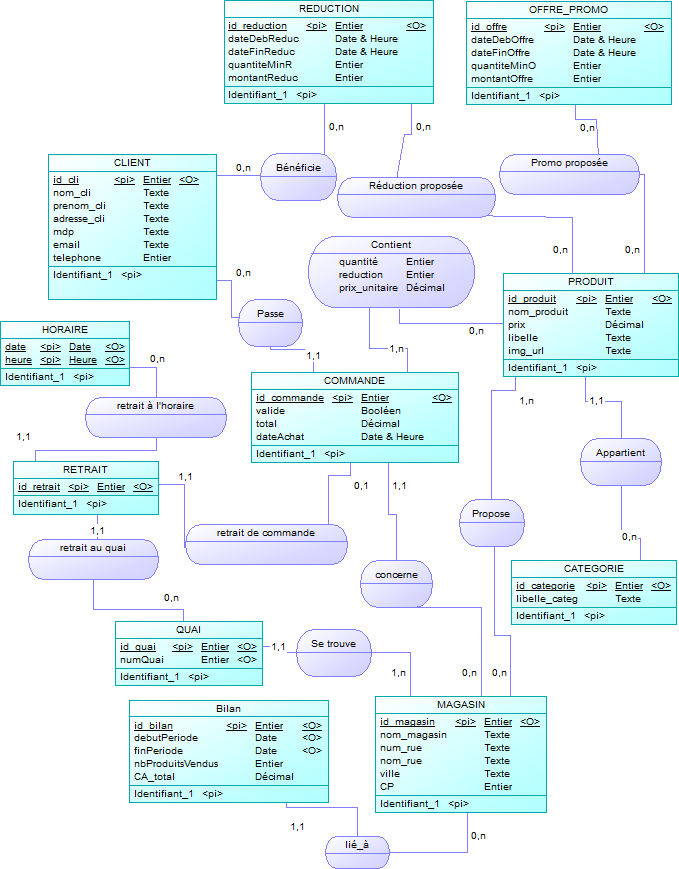 REDUCTION
id_reduction <pi> Entier <O>
dateDebReduc Date & Heure
dateFinReduc Date & Heure
quantiteMinR Entier
montantReduc Entier
Identifiant_1 <pi>
OFFRE_PROMO
id_offre <pi> Entier <O>
dateDebOffre Date & Heure
dateFinOffre Date & Heure
quantiteMinO Entier
montantOffre Entier
Identifiant_1 <pi>
0,n
0,n
0,n
CLIENT
id_cli <pi> Entier <O>
nom_cli Texte
prenom_cli Texte
adresse_cli Texte
mdp Texte
email Texte
telephone Entier
Identifiant_1 <pi>
0,n
Bénéficie
Réduction proposée
Promo proposée
0,n
0,n
0,n
Contient
quantité Entier
reduction Entier
prix_unitaire Décimal
PRODUIT
id_produit <pi> Entier <O>
nom_produit Texte
prix Décimal
libelle Texte
img_url Texte
Identifiant_1 <pi>
Passe
0,n
1,1
1,n
HORAIRE
date <pi> Date <O>
heure <pi> Heure <O>
Identifiant_1 <pi>
0,n
retrait à l'horaire
1,1
COMMANDE
id_commande <pi> Entier <O>
valide Booléen
total Décimal
dateAchat Date & Heure
Identifiant_1 <pi>
1,n
1,1
Appartient
RETRAIT
id_retrait <pi> Entier <O>
Identifiant_1 <pi>
1,1
0,1
1,1
Propose
1,1
retrait de commande
retrait au quai
0,n
concerne
CATEGORIE
id_categorie <pi> Entier <O>
libelle_categ Texte
Identifiant_1 <pi>
0,n
QUAI
id_quai <pi> Entier <O>
numQuai Entier <O>
Identifiant_1 <pi>
1,1
Se trouve
1,n
0,n
0,n
Bilan
id_bilan <pi> Entier <O>
debutPeriode Date <O>
finPeriode Date <O>
nbProduitsVendus Entier
CA_total Décimal
Identifiant_1 <pi>
MAGASIN
id_magasin <pi> Entier <O>
nom_magasin Texte
num_rue Texte
nom_rue Texte
ville Texte
CP Entier
Identifiant_1 <pi>
1,1
lié_à
0,n